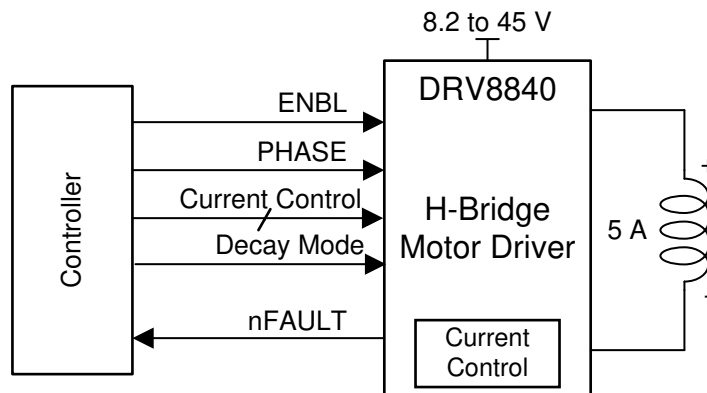 8.2 to 45 V
DRV8840
Controller
ENBL
PHASE
Current Control
Decay Mode
nFAULT
H-Bridge
Motor Driver
5 A
Current
Control